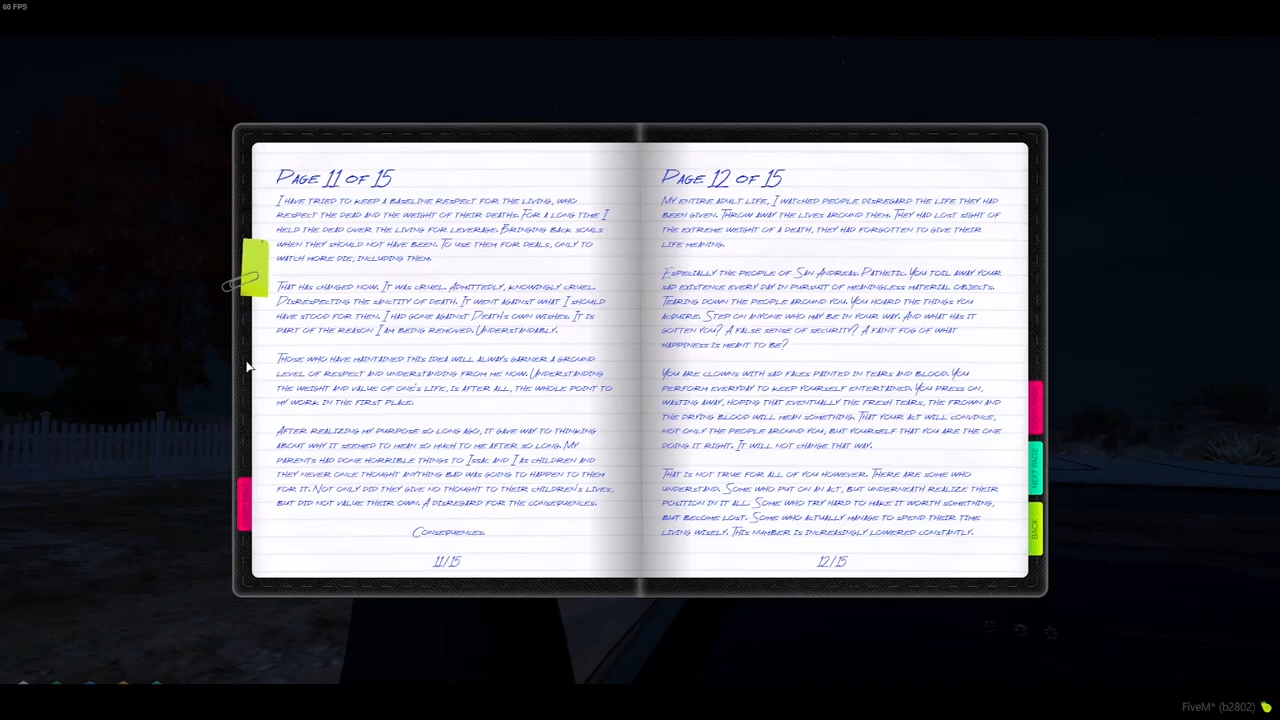 60 FPS
Page 11 of 15
I have tried to keep a baseline respect for the living, who
respect the dead and the weight of their deaths. For a long time I
held the dead over the living for leverage. Bringing back souls
when they should not have been. To use them for deals, only to
watch more die, including them.
That has changed now. It was cruel. Admittedly, knowingly cruel.
Disrespecting the sanctity of death. It went against what I should
have stood for then. I had gone against Death's own wishes. It is
part of the reason I am being removed. Understandably.
Those who have maintained this idea will always garner a ground
level of respect and understanding from me now. Understanding
the weight and value of one's life, is after all, the whole point to
my work in the first place.
After realizing my purpose so long ago, it gave way to thinking
about why it seemed to mean so much to me after so long. My
parents had done horrible things to Issac and I as children and
they never once thought anything bad was going to happen to them
for it. Not only did they give no thought to their children's lives,
but did not value their own. A disregard for the consequences.
Consequences.
11/15
Page 12 of 15
My entire adult life, I watched people disregard the life they had
been given. Throw away the lives around them. They had lost sight of
the extreme weight of a death, they had forgotten to give their
life meaning.
Especially the people of San Andreas. Pathetic. You toil away your
sad existence every day in pursuit of meaningless material objects.
Tearing down the people around you. You hoard the things you
acquire. Step on anyone who may be in your way. And what has it
gotten you? A false sense of security? A faint fog of what
happiness is meant to be?
You are clowns with sad faces painted in tears and blood. You
perform everyday to keep yourself entertained. You press on,
wasting away, hoping that eventually the fresh tears, the frown and
the drying blood will mean something. That your act will convince,
not only the people around you, but yourself that you are the one
doing it right. It will not change that way.
That is not true for all of you however. There are some who
understand. Some who put on an act, but underneath realize their
position in it all. Some who try hard to make it worth something,
but become lost. Some who actually manage to spend their time
living wisely. This number is increasingly lowered constantly.
12/15
NEXT PAGE
BACK
FiveM* (b2802)